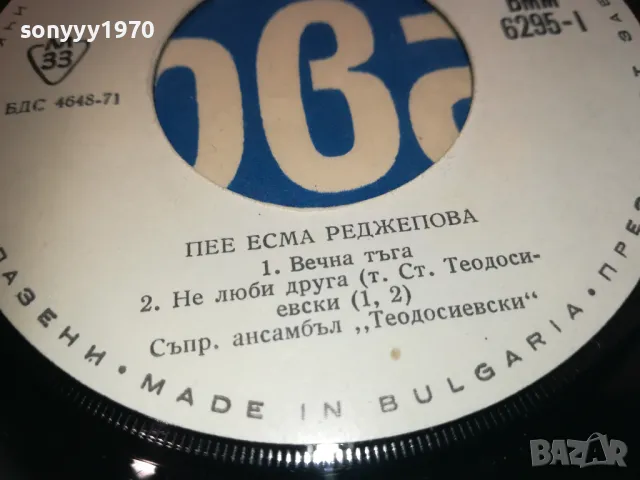 sonyyy1970
33
БДС 4648-71
ВММ
6295-I
ПЕЕ ЕСМА РЕДЖЕПОВА
1. Вечна тъга
2. Не люби друга (т. Ст. Теодоси-
евски (1, 2)
Съпр. ансамбъл ,,Теодосиевски"
MADE IN BULGARIA
BAZAR